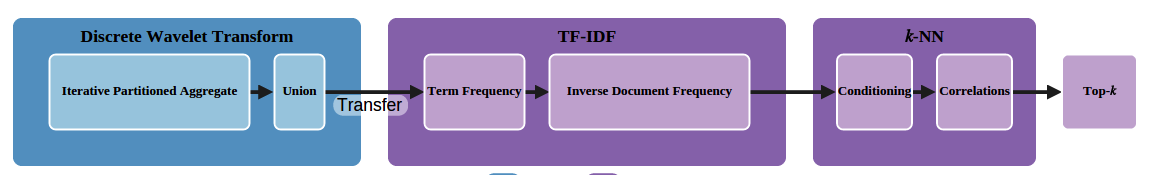 Discrete Wavelet Transform
Iterative Partitioned Aggregate
Union
Transfer
TF-IDF
Term Frequency
Inverse Document Frequency
k-NN
Conditioning
Correlations
Top-k